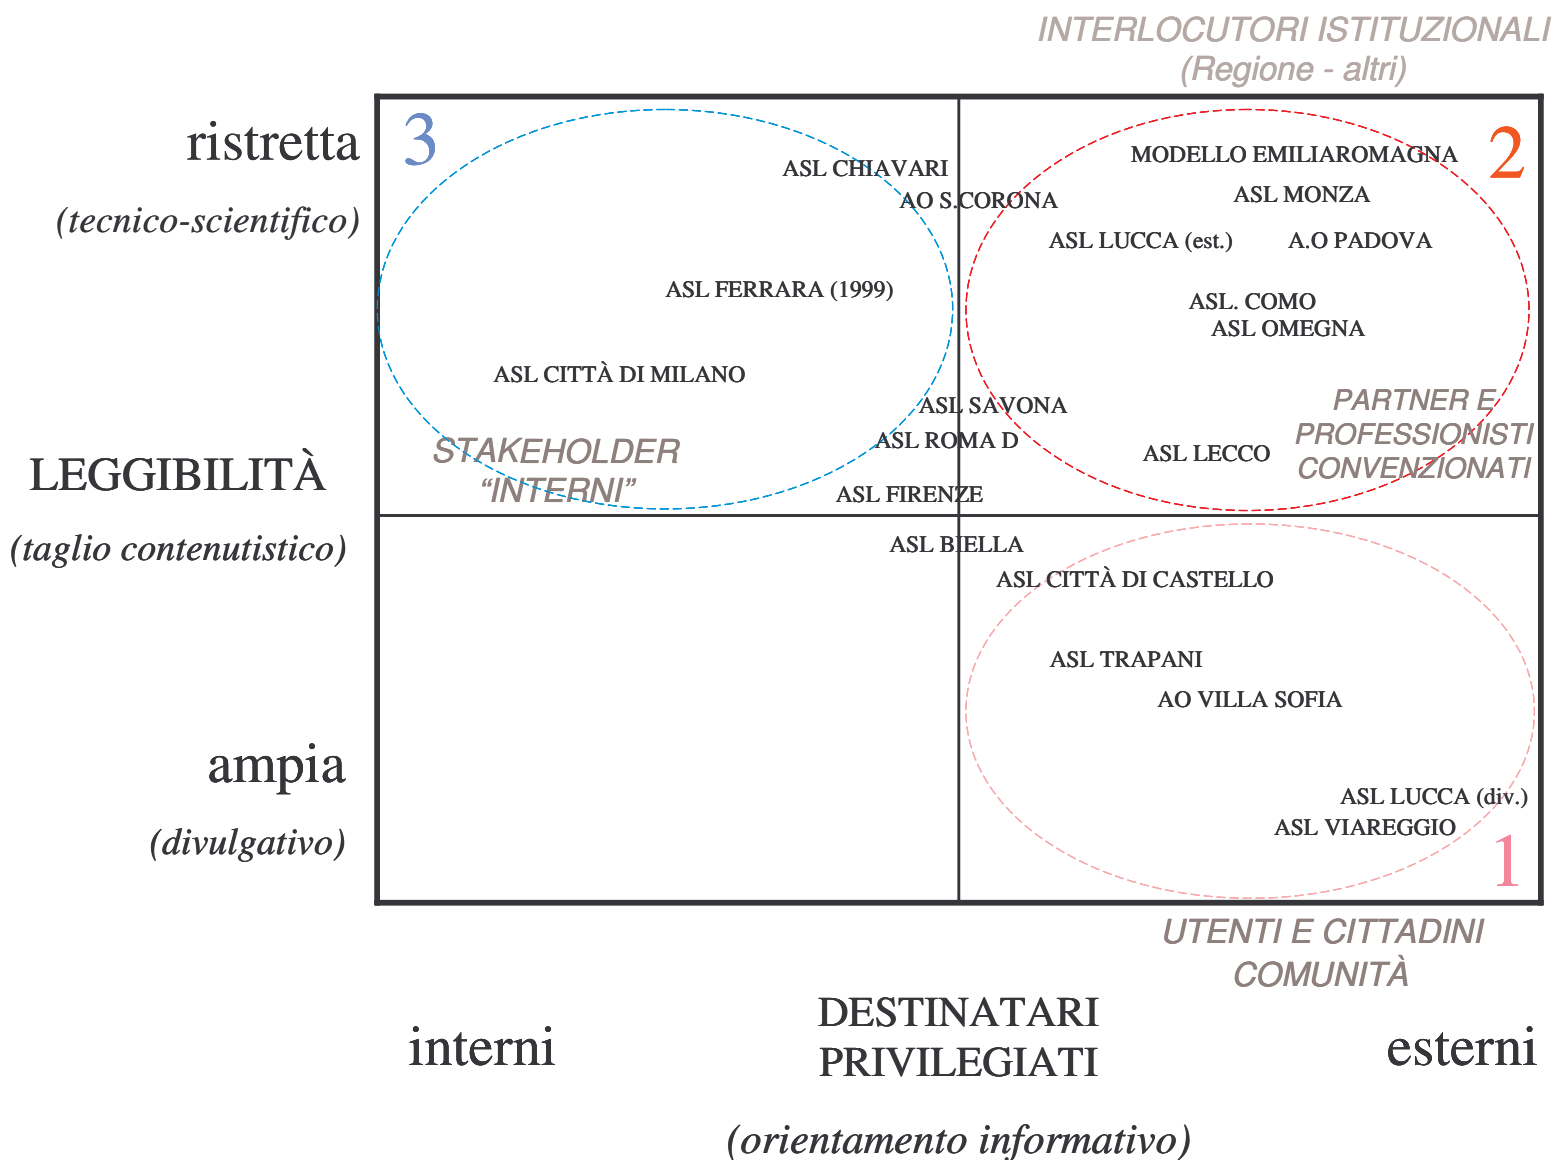 INTERLOCUTORI ISTITUZIONALI
(Regione - altri)
ristretta
(tecnico-scientifico)
3
2
ASL CHIAVARI
MODELLO EMILIAROMAGNA
AO S.CORONA
ASL MONZA
ASL LUCCA (est.)
A.O PADOVA
ASL FERRARA (1999)
ASL. COMO
ASL OMEGNA
ASL CITTÀ DI MILANO
ASL SAVONA
ASL ROMA D
ASL LECCO
PARTNER E
PROFESSIONISTI
CONVENZIONATI
STAKEHOLDER
“INTERNI”
ASL FIRENZE
LEGGIBILITÀ
(taglio contenutistico)
ASL BIELLA
ASL CITTÀ DI CASTELLO
ASL TRAPANI
AO VILLA SOFIA
ampia
(divulgativo)
ASL LUCCA (div.)
ASL VIAREGGIO
1
UTENTI E CITTADINI
COMUNITÀ
interni
DESTINATARI
PRIVILEGIATI
esterni
(orientamento informativo)